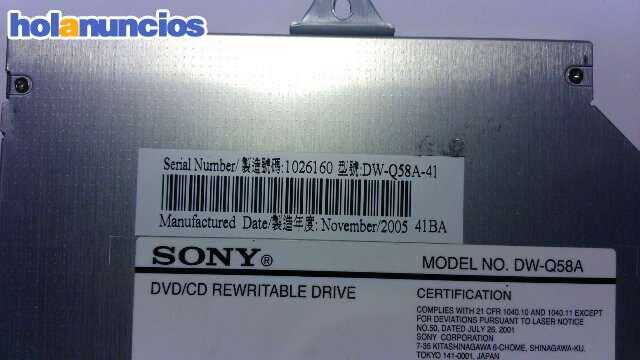 holanuncios
Serial Number/製造號碼:1026160 型號:DW-Q58A-41
Manufactured Date/製造年度: November/2005 41BA
SONY®
MODEL NO. DW-Q58A
DVD/CD REWRITABLE DRIVE
CERTIFICATION
COMPLIES WITH 21 CFR 1040.10 AND 1040.11 EXCEPT
FOR DEVIATIONS PURSUANT TO LASER NOTICE
NO.50, DATED JULY 26, 2001
SONY CORPORATION
7-35 KITASHINAGAWA 6-CHOME, SHINAGAWA-KU,
TOKYO 141-0001, JAPAN